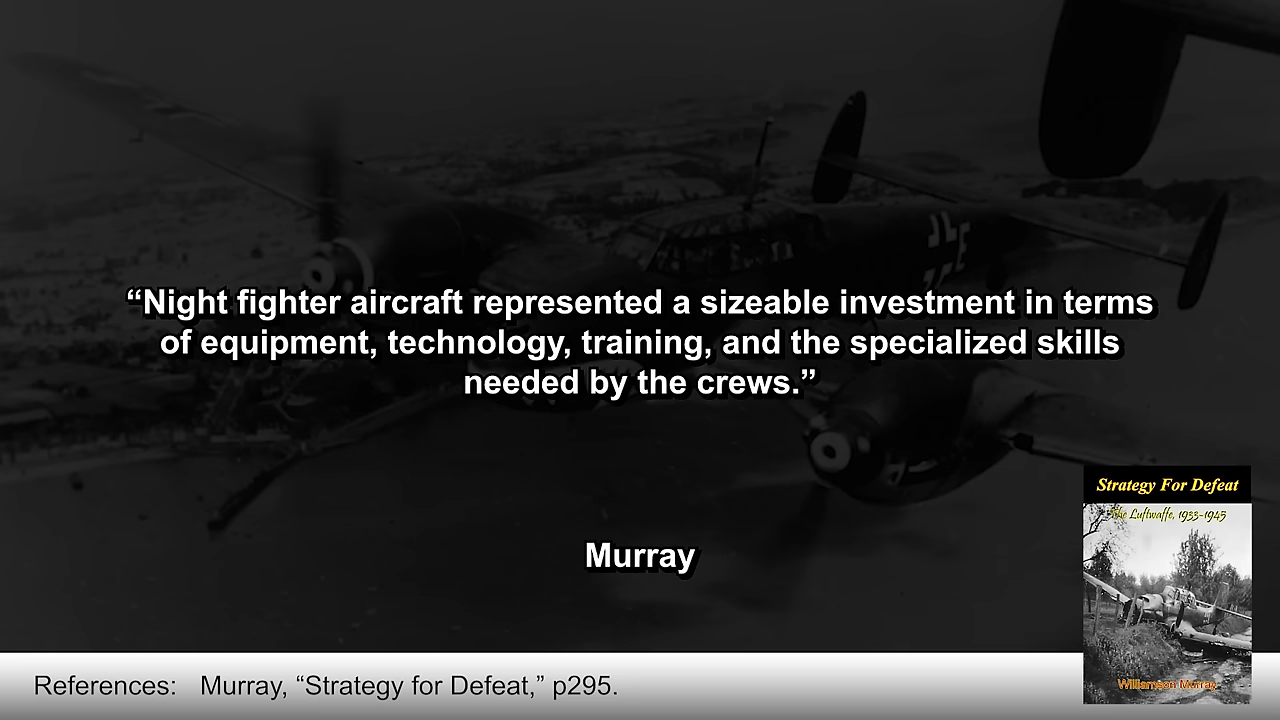 “Night fighter aircraft represented a sizeable investment in terms
of equipment, technology, training, and the specialized skills
needed by the crews.”
Murray
References: Murray, “Strategy for Defeat,” p295.
Strategy For Defeat
The Luftwaffe, 1933-1945
Williamson Murray
E